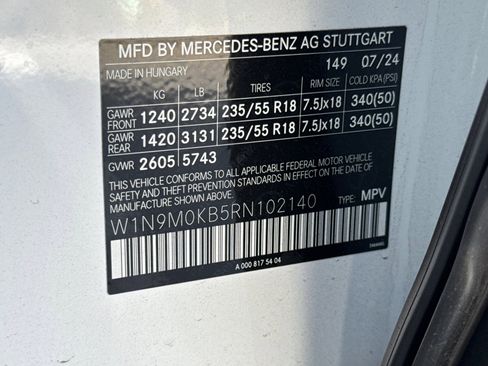 MFD BY MERCEDES-BENZ AG STUTTGART
MADE IN HUNGARY 149 07/24
KG LB TIRES RIM SIZE COLD KPA (PSI)
GAWR FRONT 1240 2734 235/55 R18 7.5Jx18 340(50)
GAWR REAR 1420 3131 235/55 R18 7.5Jx18 340(50)
GVWR 2605 5743
THIS VEHICLE CONFORMS TO ALL APPLICABLE FEDERAL MOTOR VEHICLE
SAFETY AND THEFT PREVENTION STANDARDS IN EFFECT ON THE DATE OF
MANUFACTURE SHOWN ABOVE.
W1N9M0KB5RN102140 TYPE: MPV
A 000 817 54 04